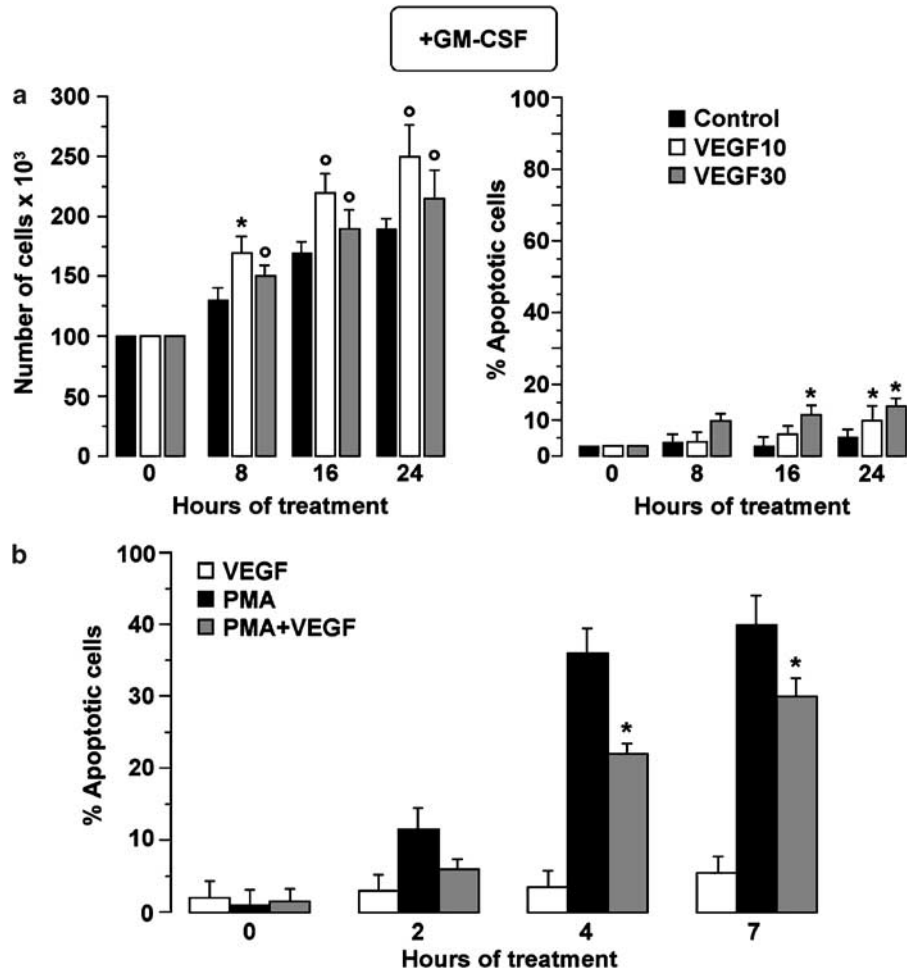 +GM-CSF
a
300
250
200
150
100
50
0
Number of cells x 10³
*
°
°
°
°
°
0 8 16 24
Hours of treatment
100
80
60
40
20
10
0
% Apoptotic cells
Control
VEGF10
VEGF30
*
*
*
0 8 16 24
Hours of treatment
b
100
40
30
20
10
0
% Apoptotic cells
VEGF
PMA
PMA+VEGF
*
*
0 2 4 7
Hours of treatment